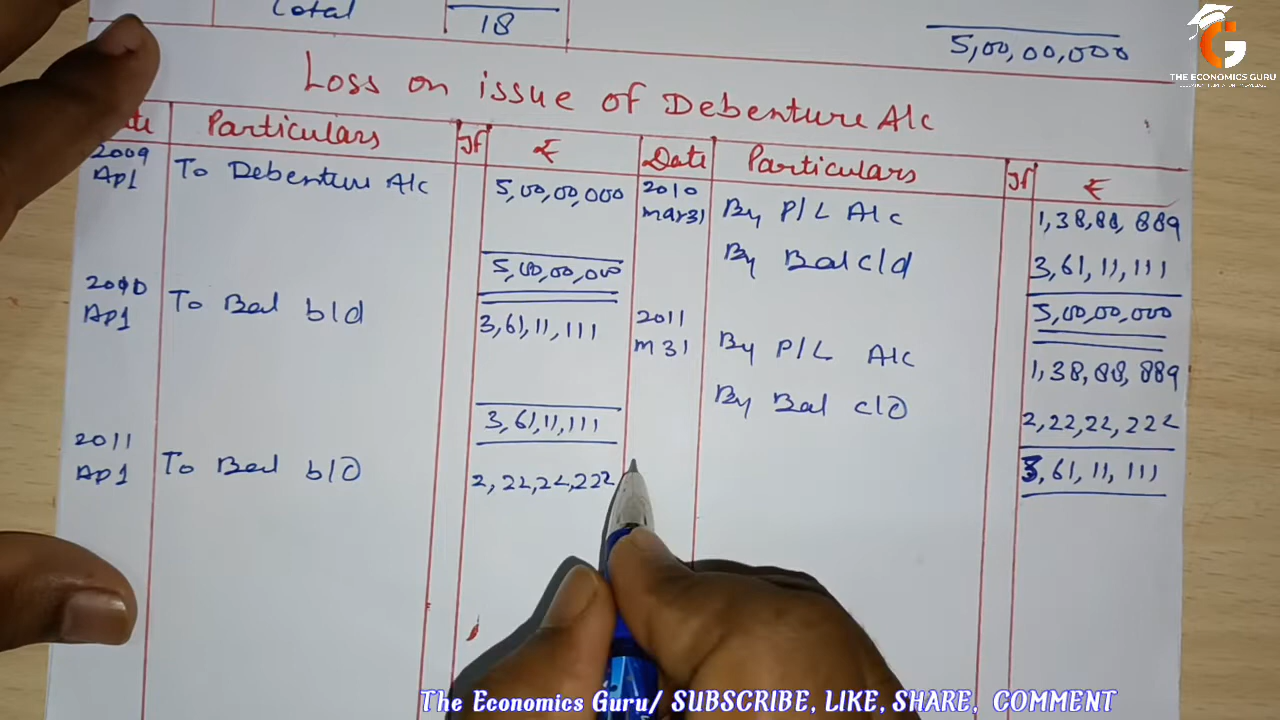 Total 18 5,00,00,000
THE ECONOMICS GURU
Loss on issue of Debenture A/c
Particulars Jf ₹ Date Particulars Jf ₹
2009 Ap1 To Debenture A/c 5,00,00,000 2010 Mar31 By P/L A/c 1,38,88,889
By Bal c/d 3,61,11,111
5,00,00,000 5,00,00,000
2010 Ap1 To Bal b/d 3,61,11,111 2011 M31 By P/L A/c 1,38,88,889
By Bal c/d 2,22,22,222
3,61,11,111 3,61,11,111
2011 Ap1 To Bal b/d 2,22,22,222
The Economics Guru/ SUBSCRIBE, LIKE, SHARE, COMMENT